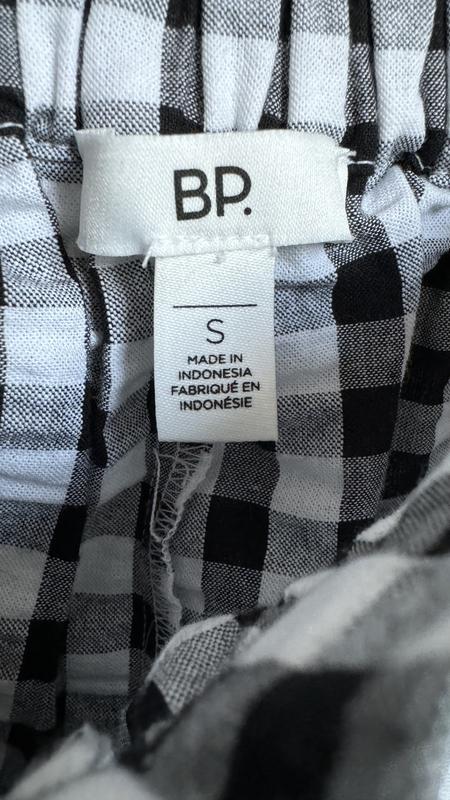 BP.
S
MADE IN
INDONESIA
FABRIQUÉ EN
INDONÉSIE